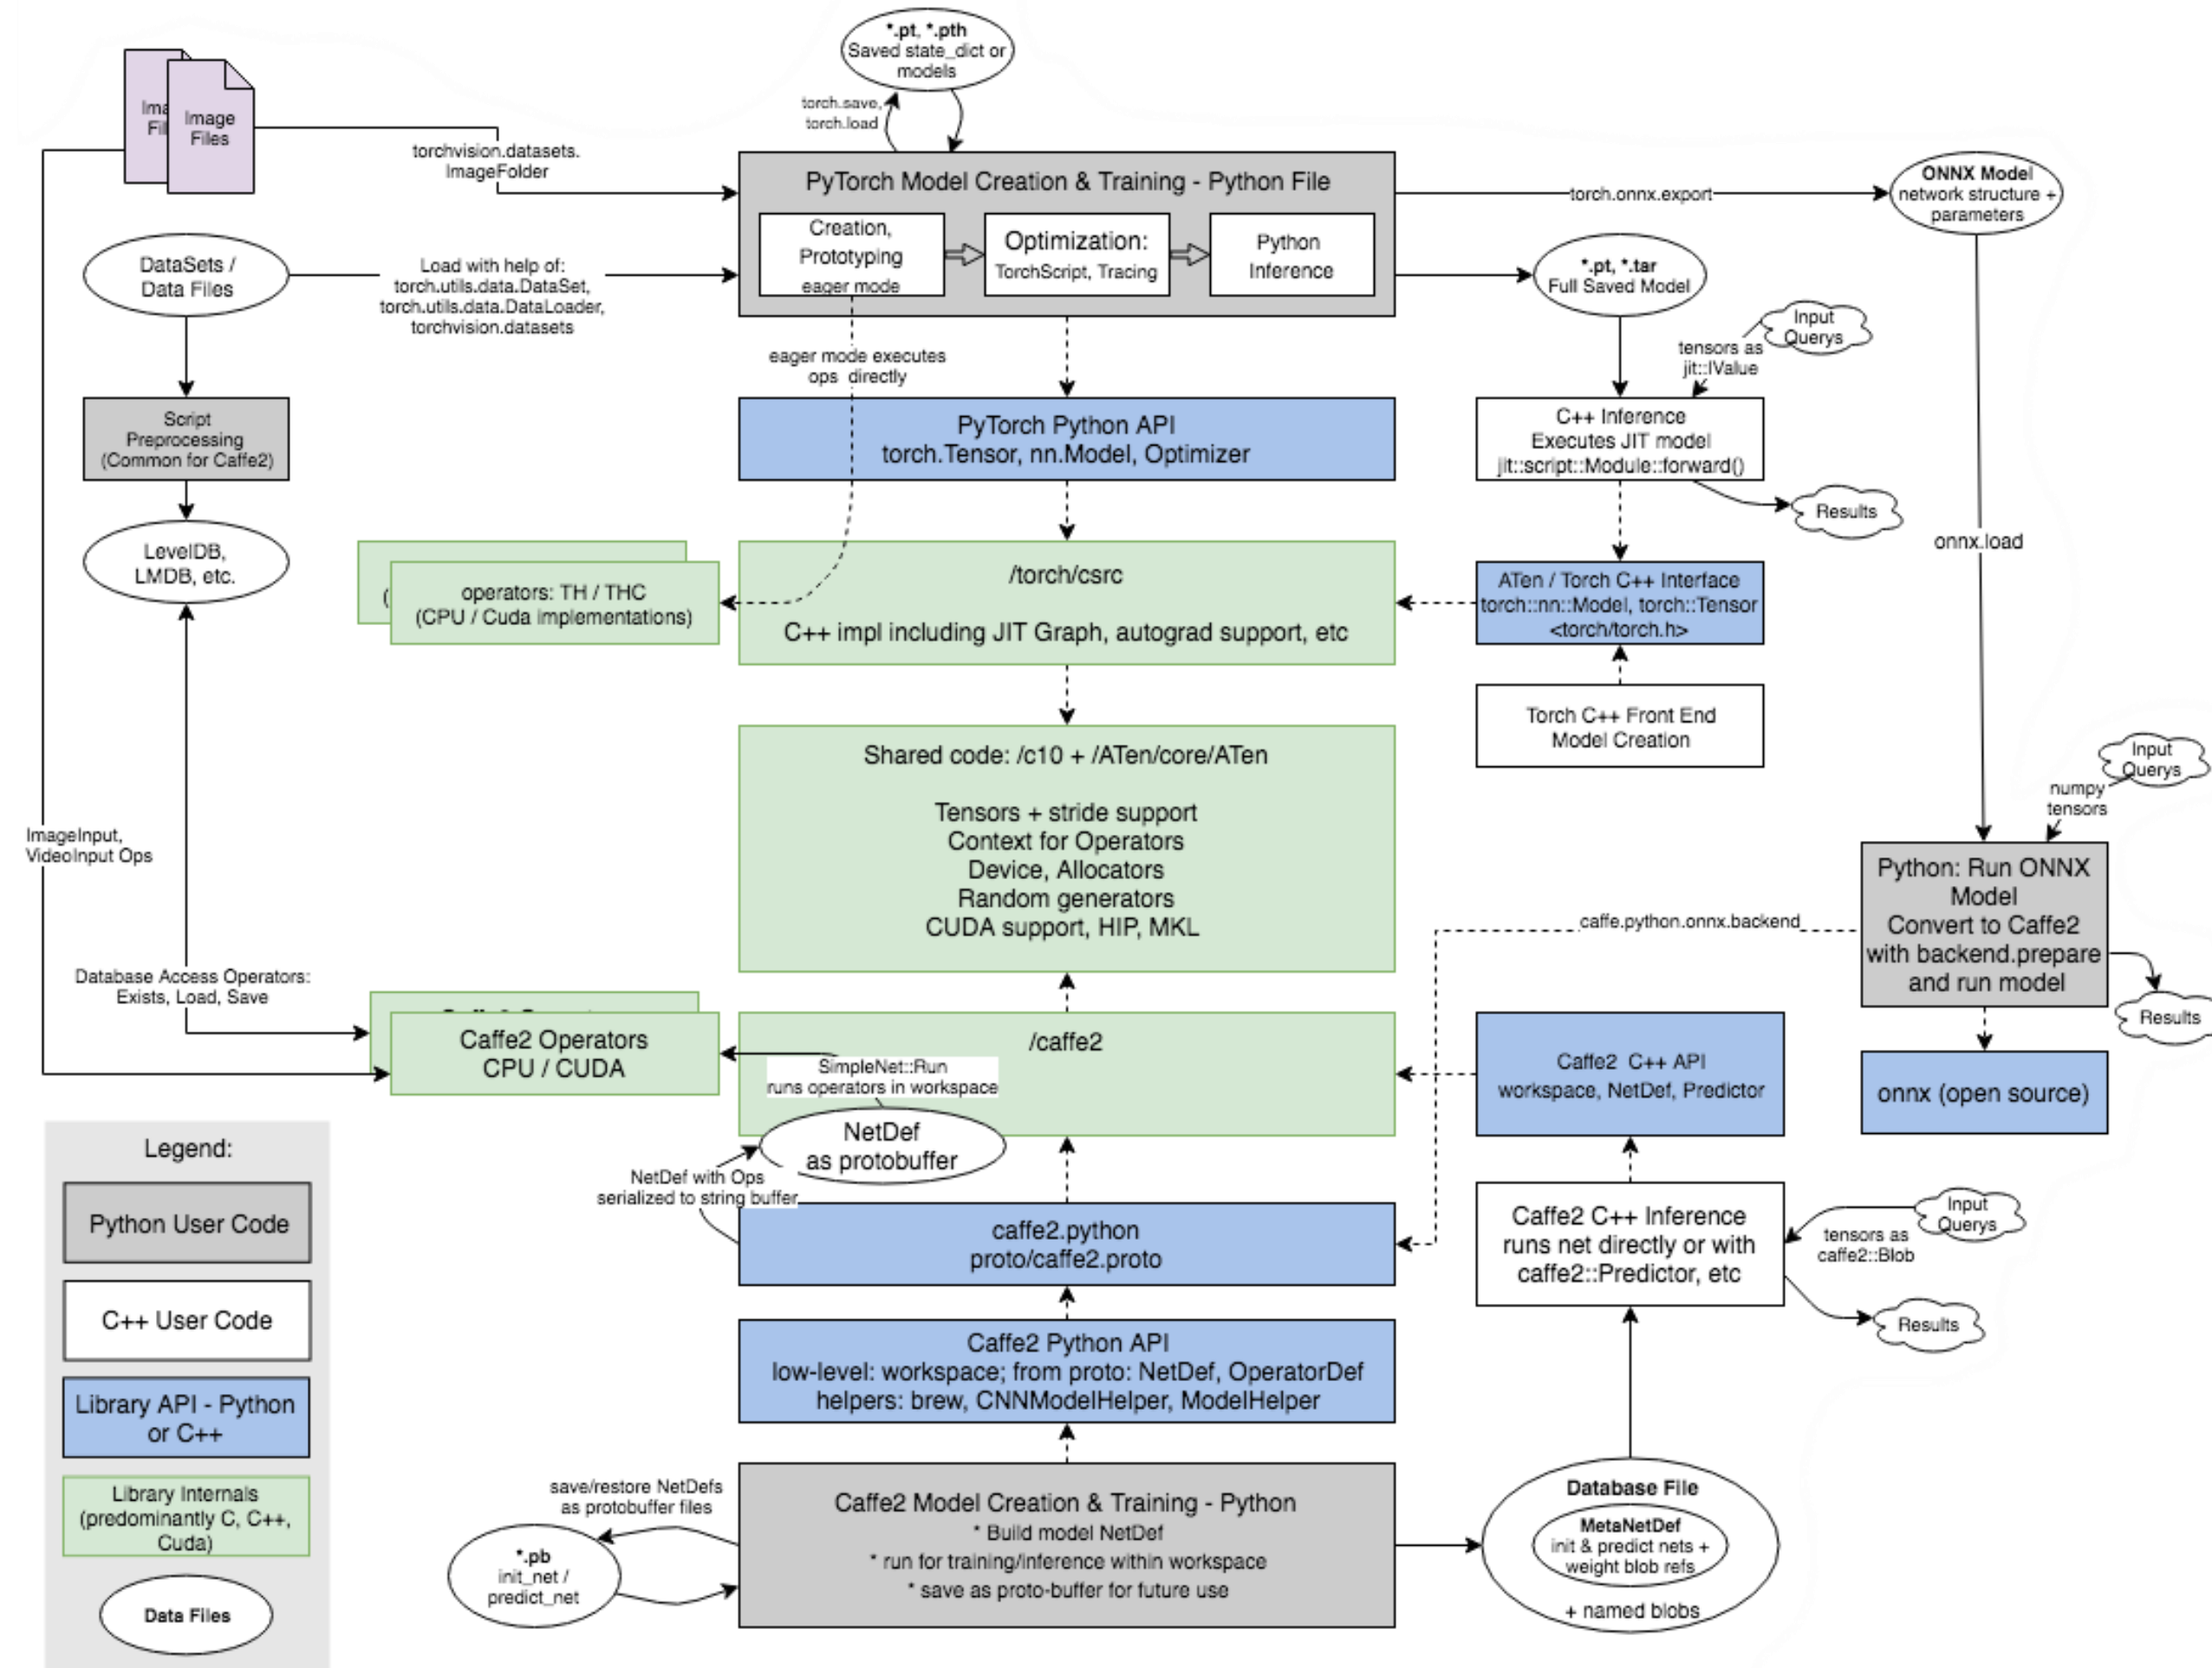 *.pt, *.pth
Saved state_dict or
models
torch.save,
torch.load
Ima
Fil
Image
Files
torchvision.datasets.
ImageFolder
PyTorch Model Creation & Training - Python File
Creation,
Prototyping
eager mode
Optimization:
TorchScript, Tracing
Python
Inference
torch.onnx.export
ONNX Model
network structure +
parameters
DataSets /
Data Files
Load with help of:
torch.utils.data.DataSet,
torch.utils.data.DataLoader,
torchvision.datasets
*.pt, *.tar
Full Saved Model
Input
Querys
tensors as
jit::IValue
eager mode executes
ops directly
Script
Preprocessing
(Common for Caffe2)
PyTorch Python API
torch.Tensor, nn.Model, Optimizer
C++ Inference
Executes JIT model
jit::script::Module::forward()
Results
onnx.load
LevelDB,
LMDB, etc.
(
operators: TH / THC
(CPU / Cuda implementations)
/torch/csrc
C++ impl including JIT Graph, autograd support, etc
ATen / Torch C++ Interface
torch::nn::Model, torch::Tensor
<torch/torch.h>
Torch C++ Front End
Model Creation
Shared code: /c10 + /ATen/core/ATen
Tensors + stride support
Context for Operators
Device, Allocators
Random generators
CUDA support, HIP, MKL
Input
Querys
numpy
tensors
ImageInput,
VideoInput Ops
Python: Run ONNX
Model
Convert to Caffe2
with backend.prepare
and run model
caffe.python.onnx.backend
Results
Database Access Operators:
Exists, Load, Save
Caffe2 Operators
CPU / CUDA
/caffe2
SimpleNet::Run
runs operators in workspace
Caffe2 C++ API
workspace, NetDef, Predictor
onnx (open source)
NetDef
as protobuffer
NetDef with Ops
serialized to string buffer
caffe2.python
proto/caffe2.proto
Caffe2 C++ Inference
runs net directly or with
caffe2::Predictor, etc
Input
Querys
tensors as
caffe2::Blob
Results
Caffe2 Python API
low-level: workspace; from proto: NetDef, OperatorDef
helpers: brew, CNNModelHelper, ModelHelper
save/restore NetDefs
as protobuffer files
*.pb
init_net /
predict_net
Caffe2 Model Creation & Training - Python
* Build model NetDef
* run for training/inference within workspace
* save as proto-buffer for future use
Database File
MetaNetDef
init & predict nets +
weight blob refs
+ named blobs
Legend:
Python User Code
C++ User Code
Library API - Python
or C++
Library Internals
(predominantly C, C++,
Cuda)
Data Files